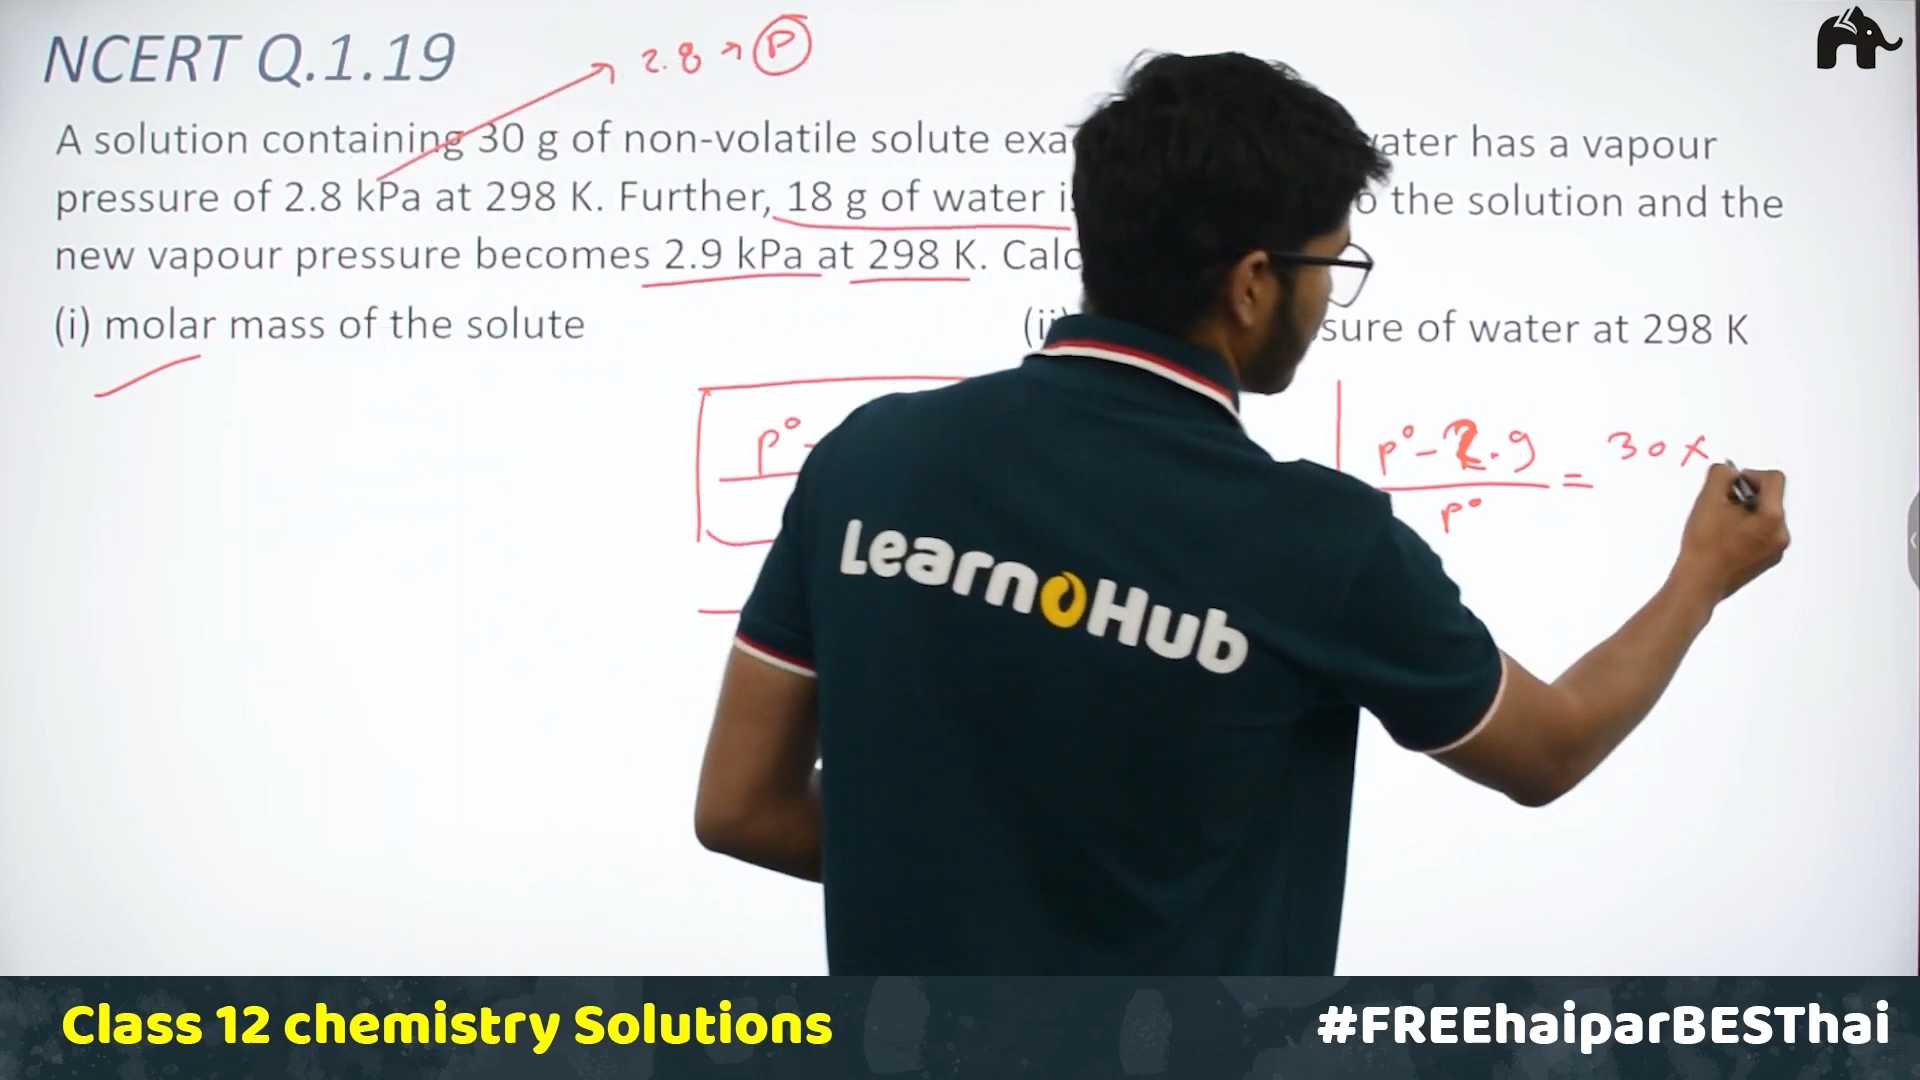 NCERT Q.1.19
2.8 → P
A solution containing 30 g of non-volatile solute exa ater has a vapour
pressure of 2.8 kPa at 298 K. Further, 18 g of water i the solution and the
new vapour pressure becomes 2.9 kPa at 298 K. Calc
(i) molar mass of the solute (ii) sure of water at 298 K
p° -
p° - 2.9 = 30 x
p°
LearnoHub
Class 12 chemistry Solutions #FREEhaiparBESThai